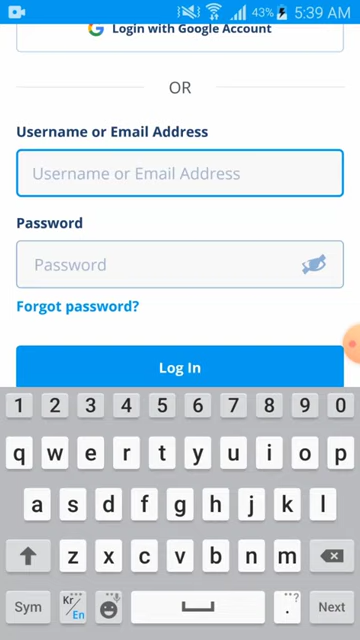 43% 5:39 AM
Login with Google Account
OR
Username or Email Address
Username or Email Address
Password
Password
Forgot password?
Log In
1 2 3 4 5 6 7 8 9 0
q w e r t y u i o p
a s d f g h j k l
z x c v b n m
Sym Kr/En . ? Next